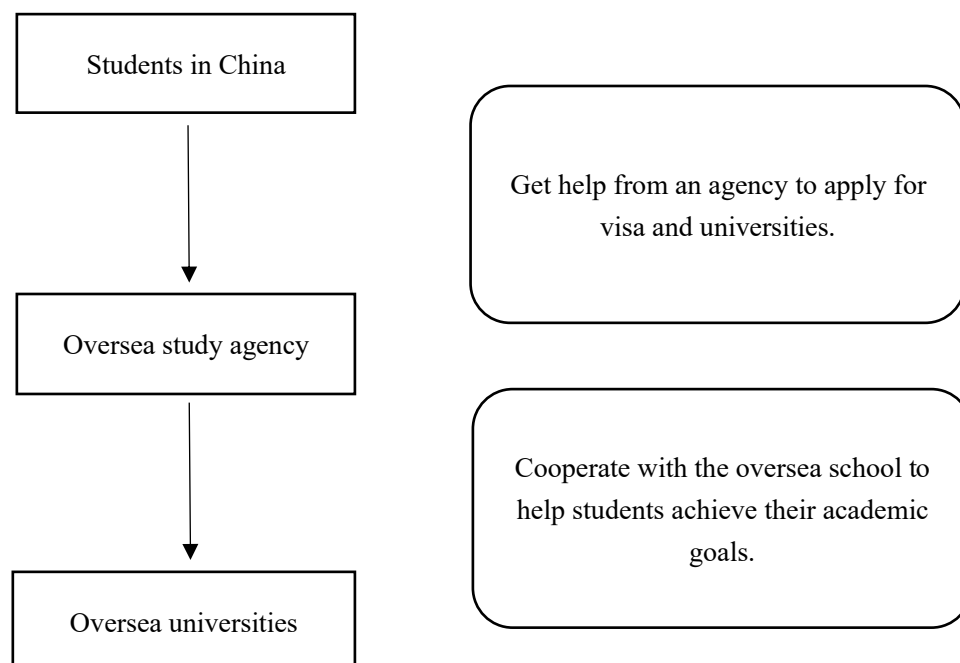 Students in China
Get help from an agency to apply for
visa and universities.
Oversea study agency
Cooperate with the oversea school to
help students achieve their academic
goals.
Oversea universities